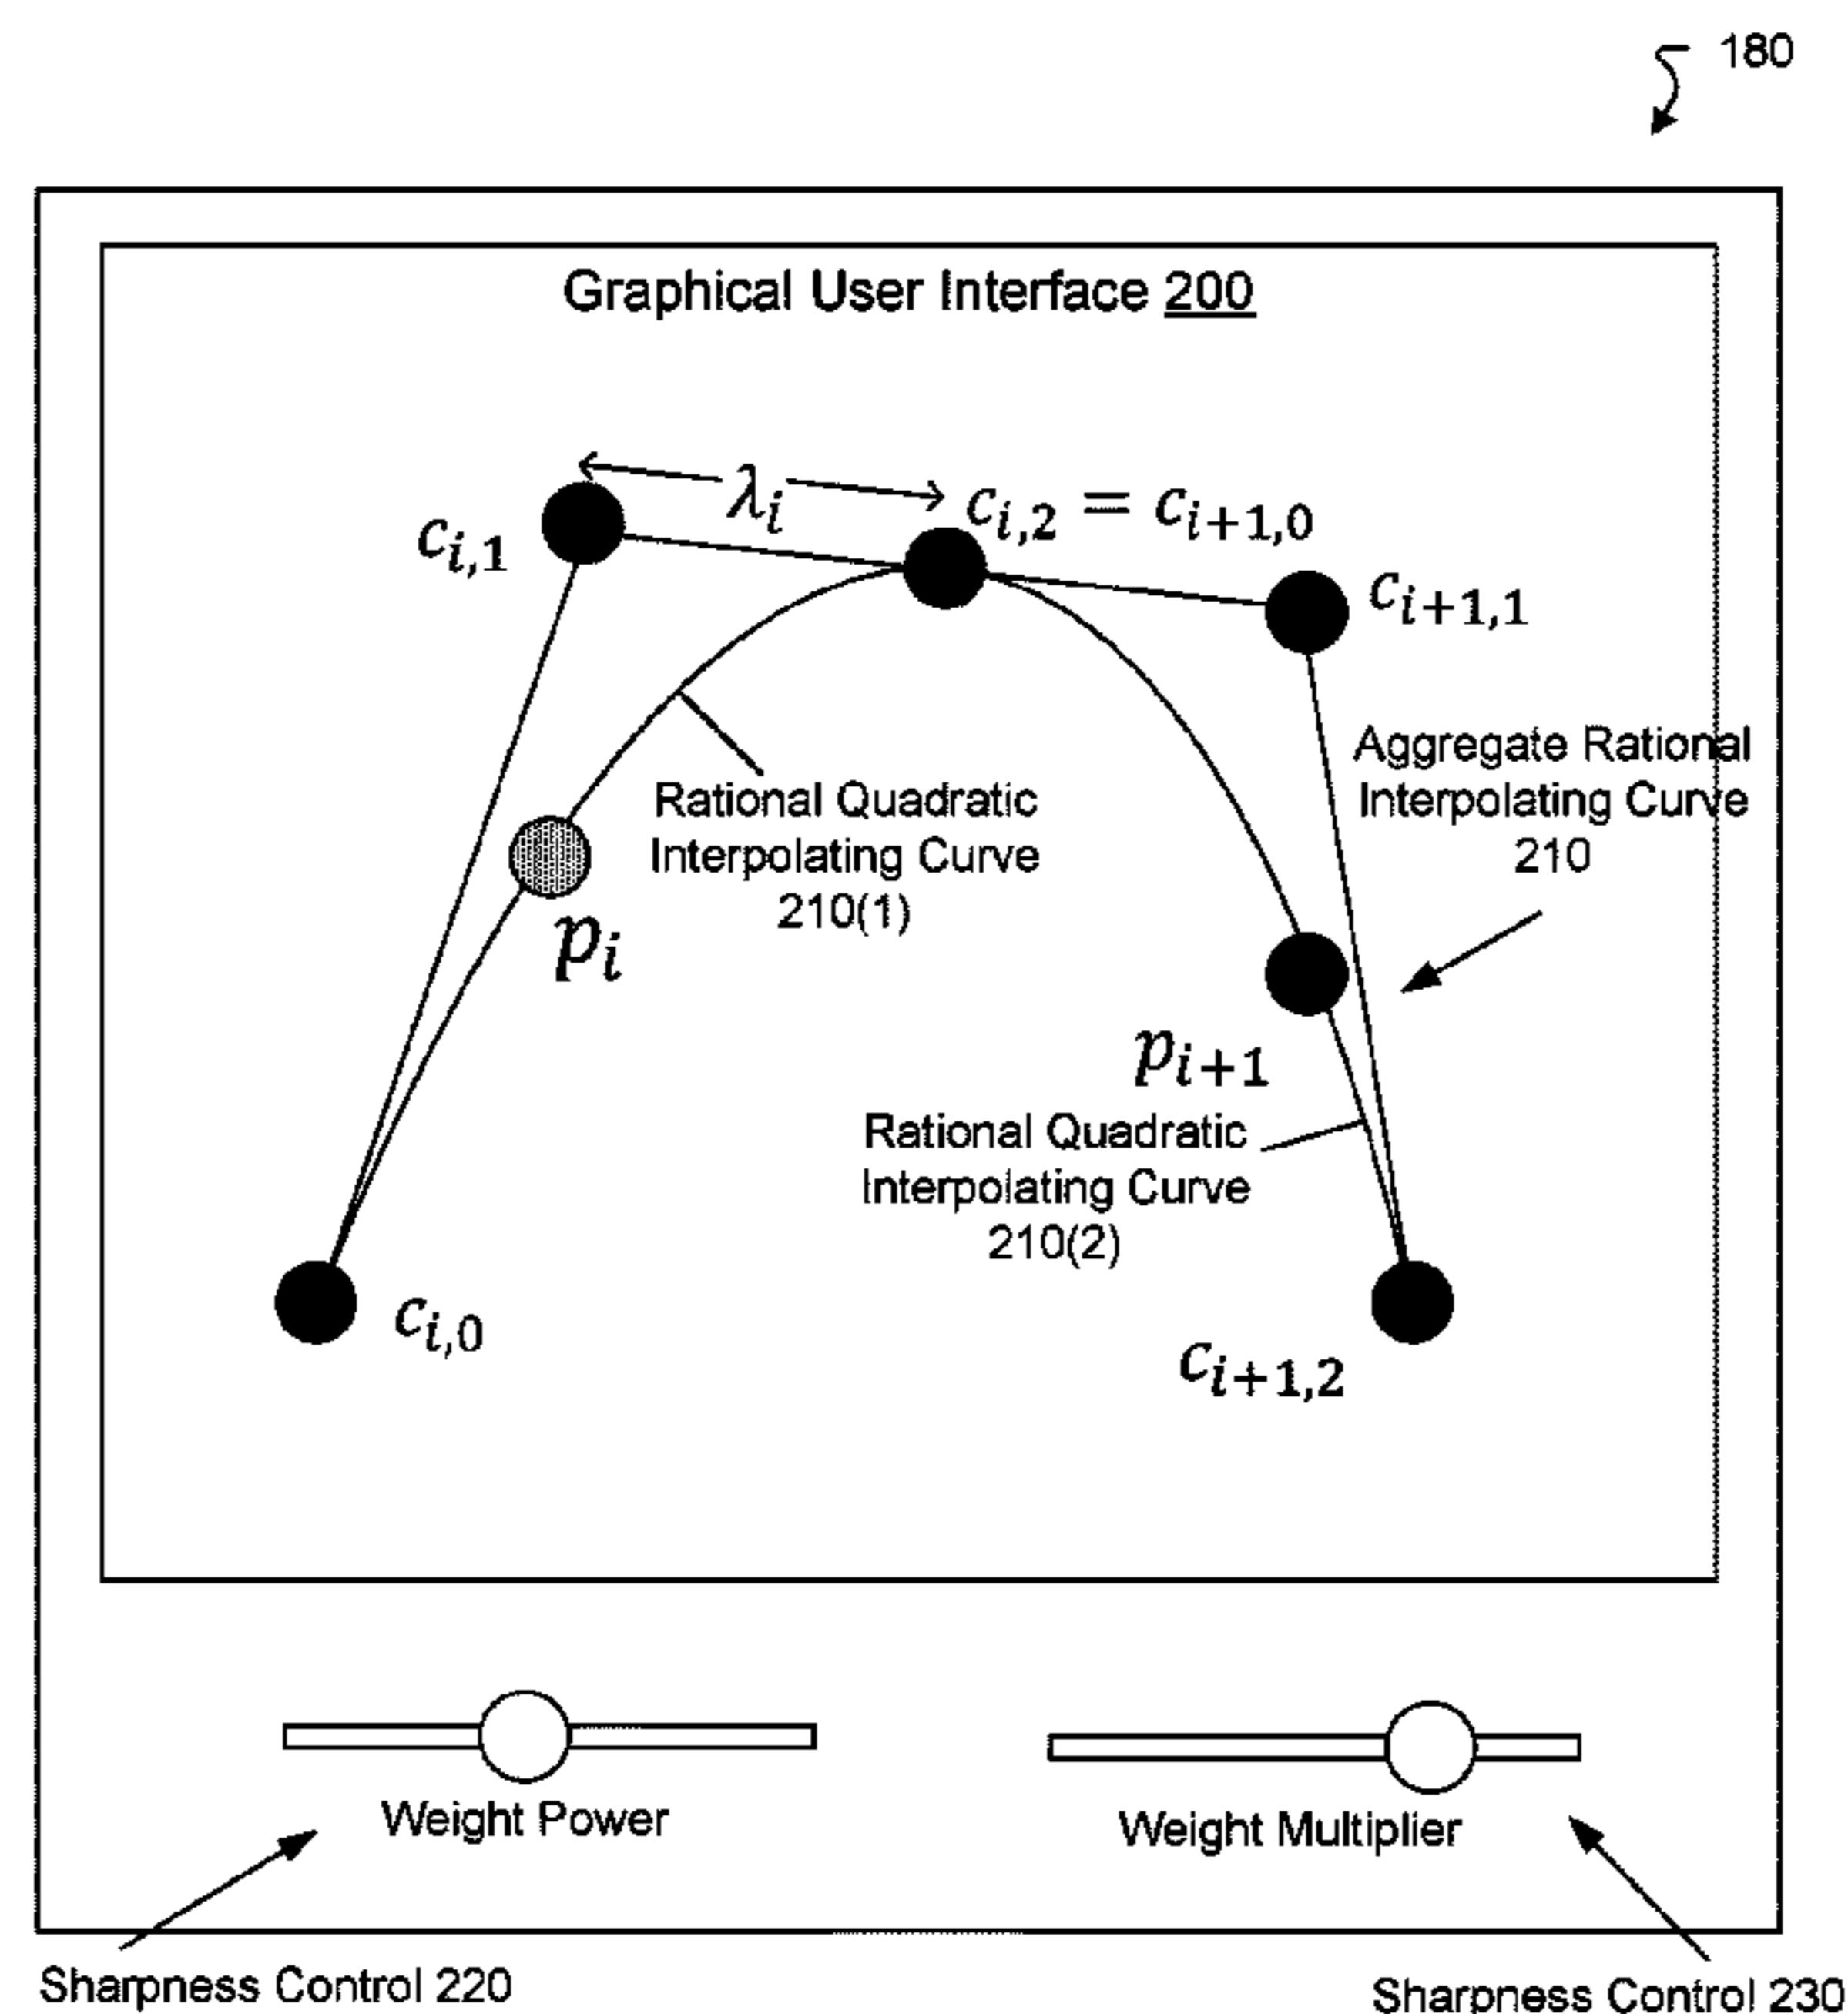 180
Graphical User Interface 200
λi
ci,2 = ci+1,0
ci,1
ci+1,1
Aggregate Rational
Interpolating Curve
210
Rational Quadratic
Interpolating Curve
210(1)
pi
pi+1
Rational Quadratic
Interpolating Curve
210(2)
ci,0
ci+1,2
Weight Power
Weight Multiplier
Sharpness Control 220
Sharpness Control 230